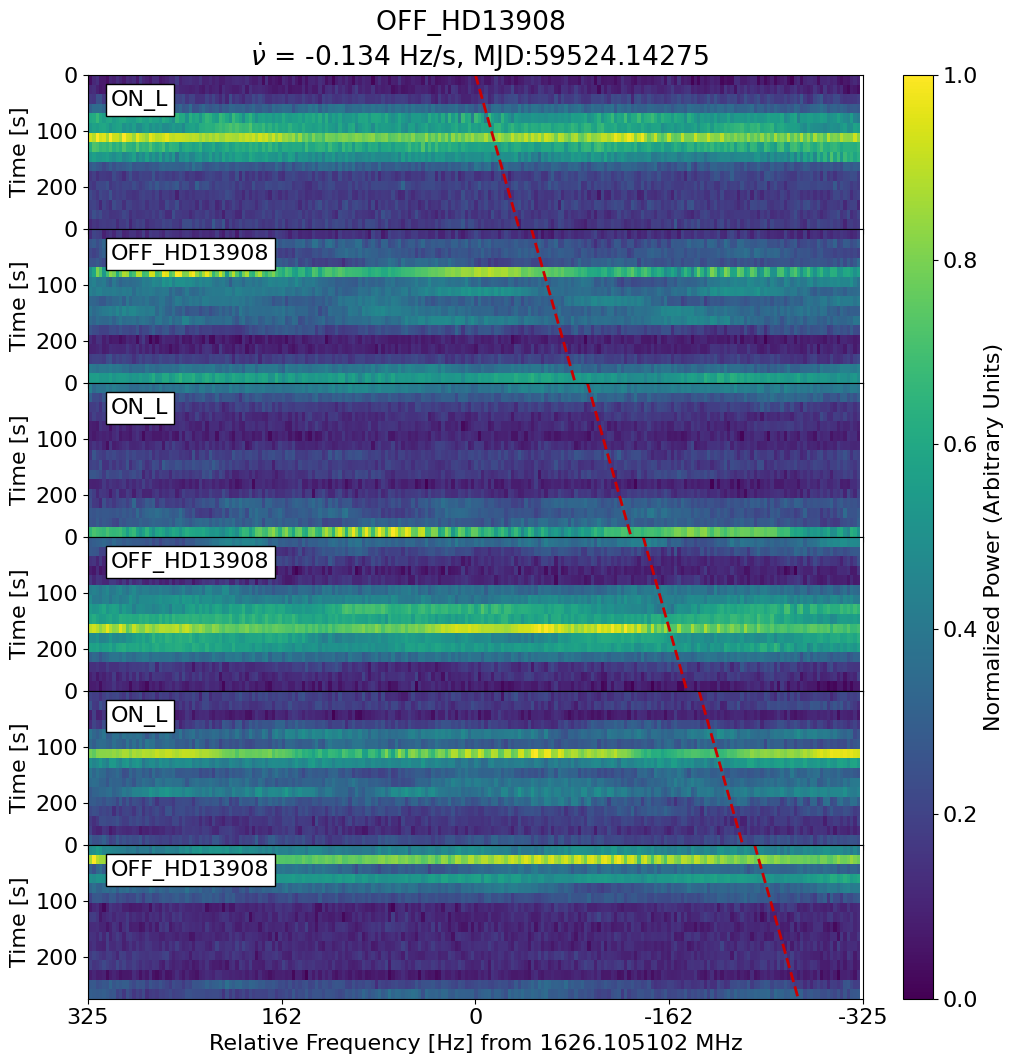 OFF_HD13908
ν̇ = -0.134 Hz/s, MJD:59524.14275
0
ON_L
100
Time [s]
200
0
OFF_HD13908
100
Time [s]
200
0
ON_L
100
Time [s]
200
0
OFF_HD13908
100
Time [s]
200
0
ON_L
100
Time [s]
200
0
OFF_HD13908
100
Time [s]
200
325 162 0 -162 -325
Relative Frequency [Hz] from 1626.105102 MHz
1.0
0.8
0.6
0.4
0.2
0.0
Normalized Power (Arbitrary Units)